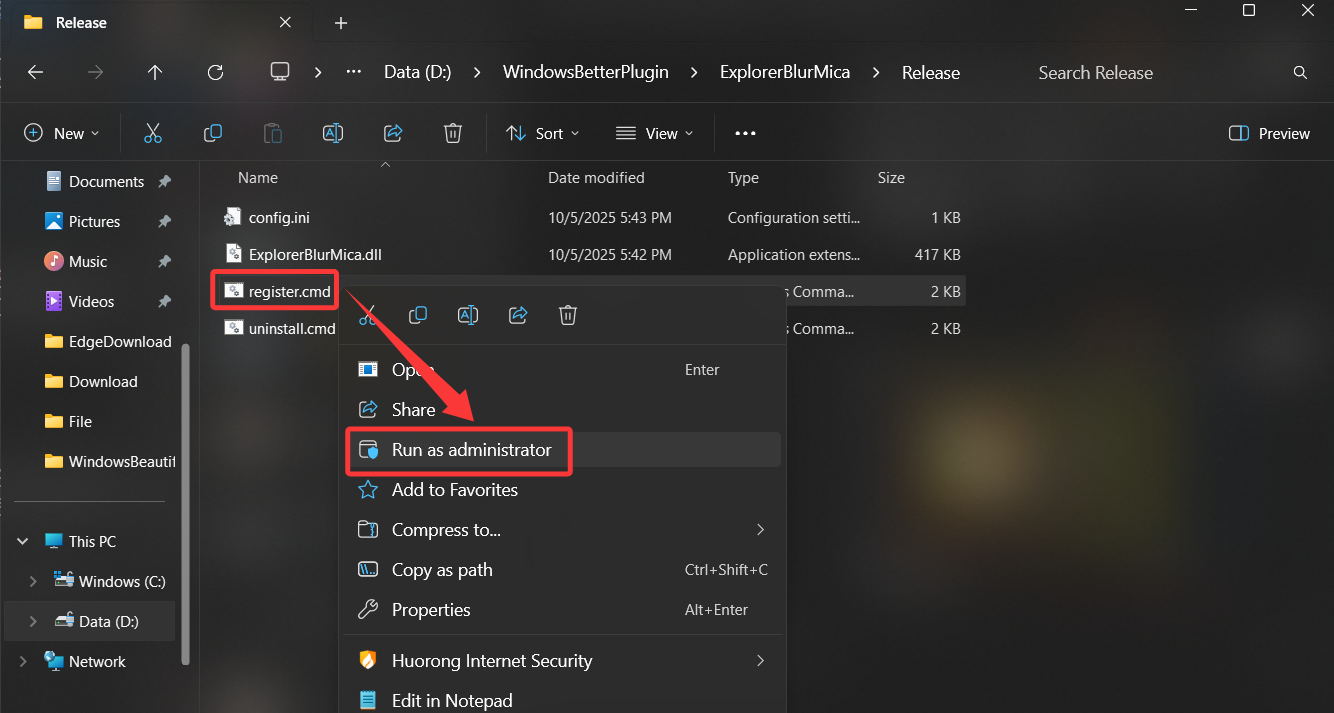 Release
Data (D:) WindowsBetterPlugin ExplorerBlurMica Release Search Release
New Sort View Preview
Documents
Pictures
Music
Videos
EdgeDownload
Download
File
WindowsBeautif
This PC
Windows (C:)
Data (D:)
Network
Name Date modified Type Size
config.ini 10/5/2025 5:43 PM Configuration setti... 1 KB
ExplorerBlurMica.dll 10/5/2025 5:42 PM Application extens... 417 KB
register.cmd s Comma... 2 KB
uninstall.cmd s Comma... 2 KB
Open Enter
Share
Run as administrator
Add to Favorites
Compress to...
Copy as path Ctrl+Shift+C
Properties Alt+Enter
Huorong Internet Security
Edit in Notepad